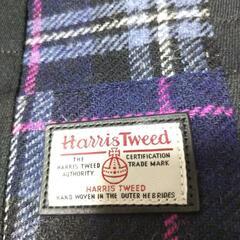 Harris Tweed
THE CERTIFICATION
HARRIS TWEED TRADE MARK.
AUTHORITY.
HARRIS TWEED
HAND WOVEN IN THE OUTER HEBRIDES